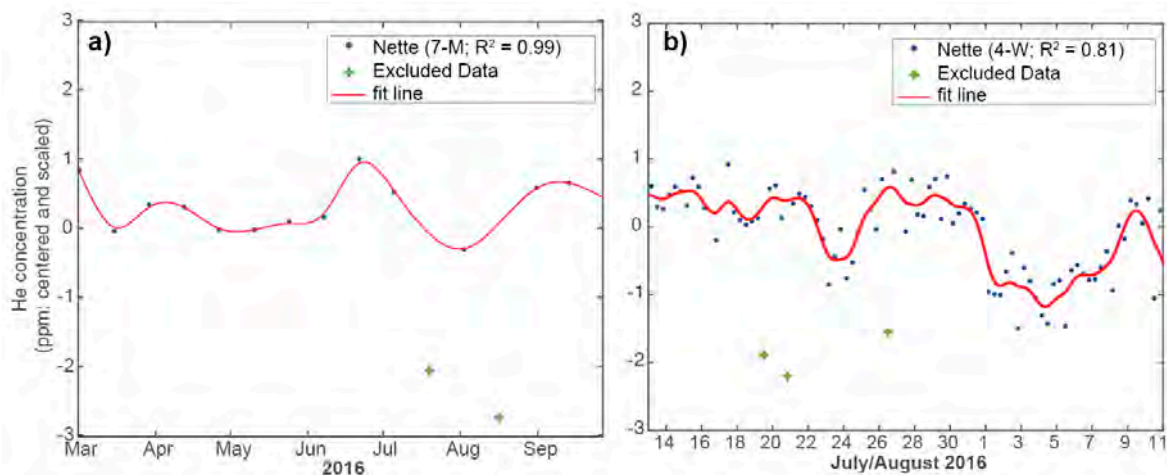 a)
Nette (7-M; R² = 0.99)
Excluded Data
fit line
He concentration
(ppm; centered and scaled)
3
2
1
0
-1
-2
-3
Mar Apr May Jun Jul Aug Sep
2016
b)
Nette (4-W; R² = 0.81)
Excluded Data
fit line
3
2
1
0
-1
-2
-3
14 16 18 20 22 24 26 28 30 1 3 5 7 9 11
July/August 2016